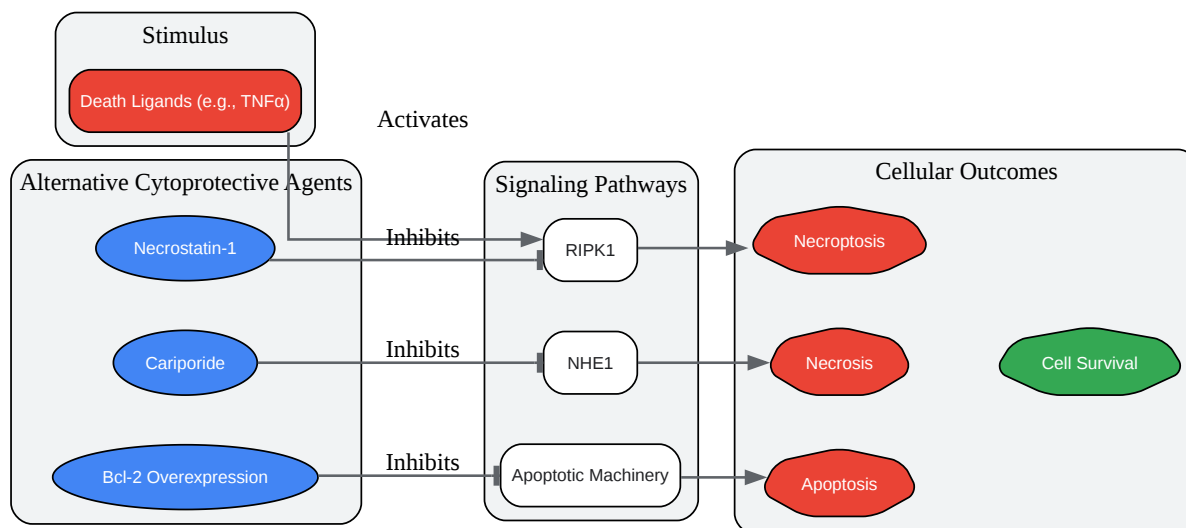 Stimulus
Death Ligands (e.g., TNFα)
Activates
Alternative Cytoprotective Agents
Signaling Pathways
Cellular Outcomes
Necrostatin-1
Inhibits
RIPK1
Necroptosis
Cariporide
Inhibits
NHE1
Necrosis
Cell Survival
Bcl-2 Overexpression
Inhibits
Apoptotic Machinery
Apoptosis